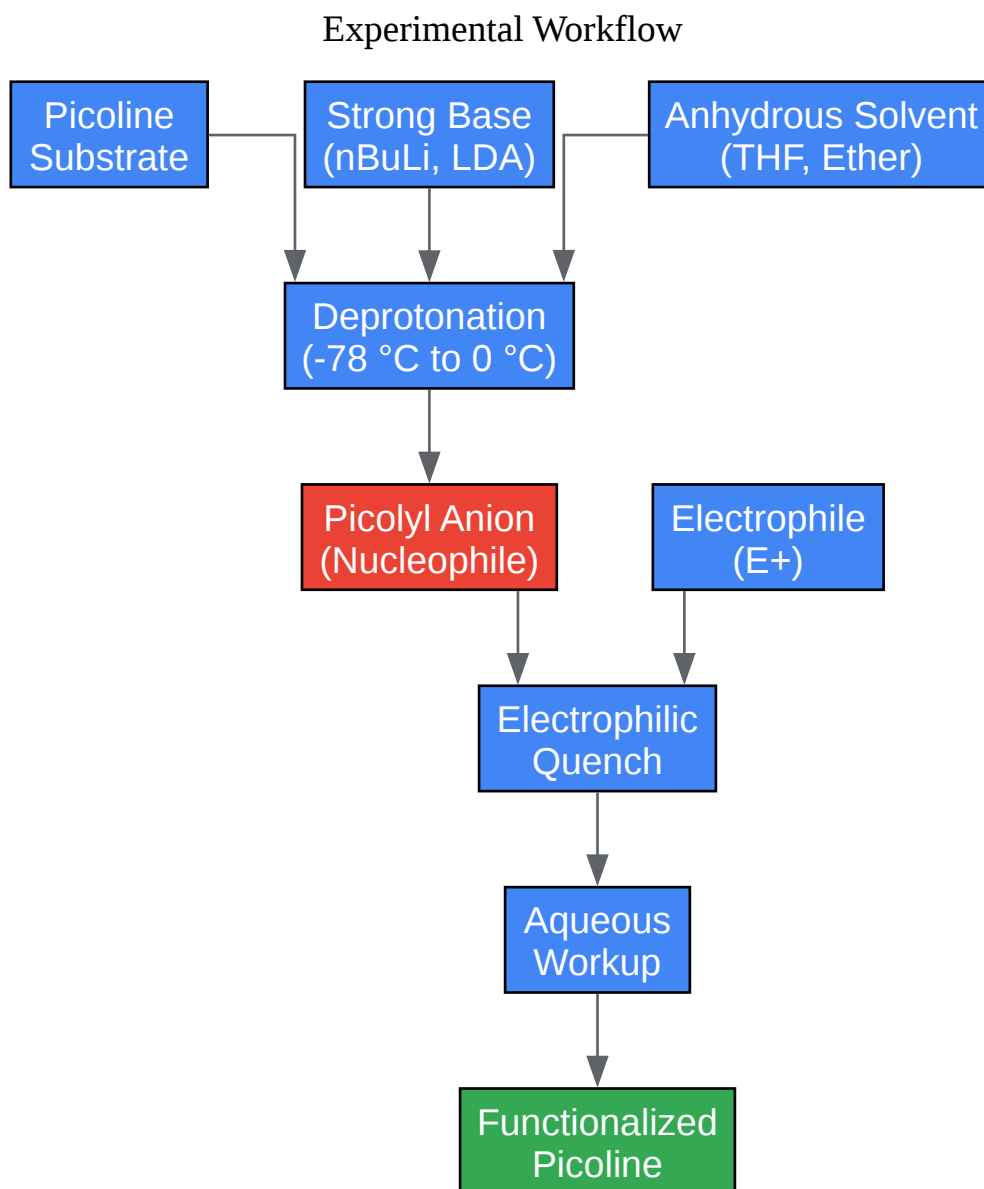 Experimental Workflow
Picoline
Substrate
Strong Base
(nBuLi, LDA)
Anhydrous Solvent
(THF, Ether)
Deprotonation
(-78 °C to 0 °C)
Picolyl Anion
(Nucleophile)
Electrophile
(E+)
Electrophilic
Quench
Aqueous
Workup
Functionalized
Picoline